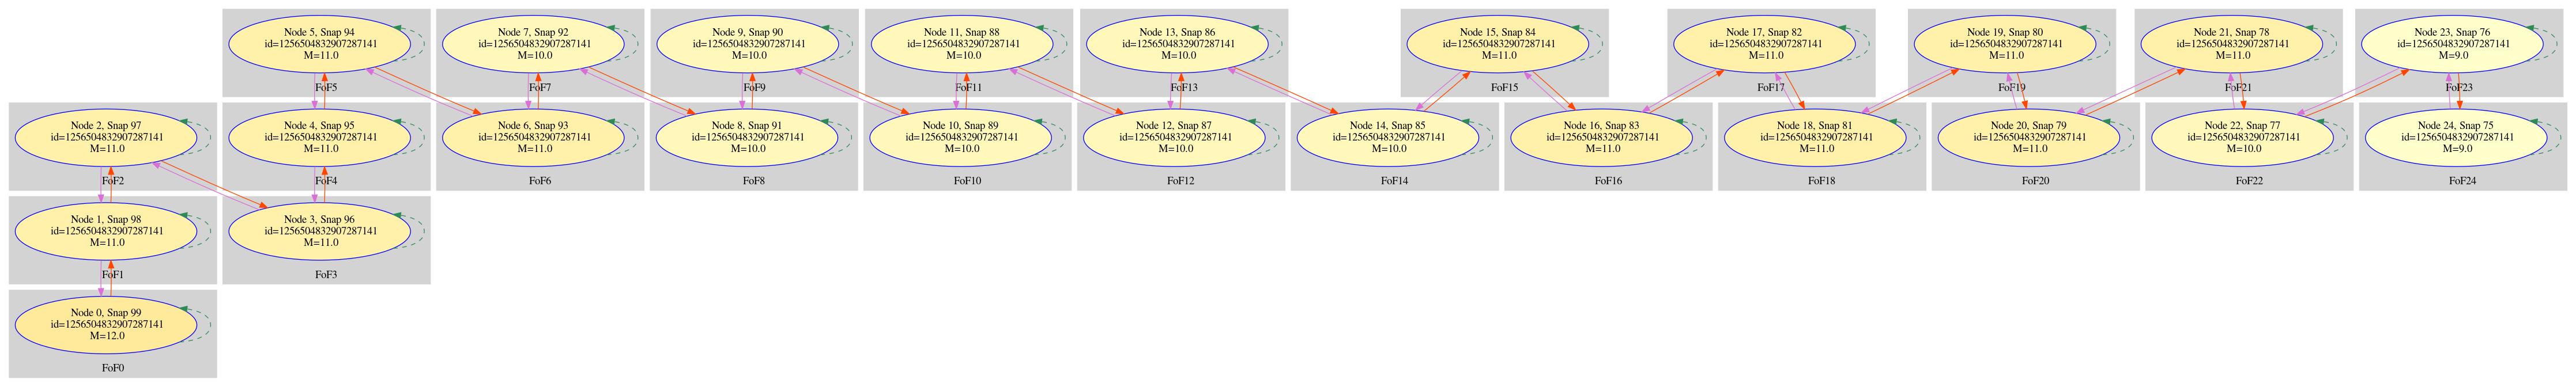 Node 5, Snap 94
id=1256504832907287141
M=11.0
FoF5
Node 7, Snap 92
id=1256504832907287141
M=10.0
FoF7
Node 9, Snap 90
id=1256504832907287141
M=10.0
FoF9
Node 11, Snap 88
id=1256504832907287141
M=10.0
FoF11
Node 13, Snap 86
id=1256504832907287141
M=10.0
FoF13
Node 15, Snap 84
id=1256504832907287141
M=11.0
FoF15
Node 17, Snap 82
id=1256504832907287141
M=11.0
FoF17
Node 19, Snap 80
id=1256504832907287141
M=11.0
FoF19
Node 21, Snap 78
id=1256504832907287141
M=11.0
FoF21
Node 23, Snap 76
id=1256504832907287141
M=9.0
FoF23
Node 2, Snap 97
id=1256504832907287141
M=11.0
FoF2
Node 4, Snap 95
id=1256504832907287141
M=11.0
FoF4
Node 6, Snap 93
id=1256504832907287141
M=11.0
FoF6
Node 8, Snap 91
id=1256504832907287141
M=10.0
FoF8
Node 10, Snap 89
id=1256504832907287141
M=10.0
FoF10
Node 12, Snap 87
id=1256504832907287141
M=10.0
FoF12
Node 14, Snap 85
id=1256504832907287141
M=10.0
FoF14
Node 16, Snap 83
id=1256504832907287141
M=11.0
FoF16
Node 18, Snap 81
id=1256504832907287141
M=11.0
FoF18
Node 20, Snap 79
id=1256504832907287141
M=11.0
FoF20
Node 22, Snap 77
id=1256504832907287141
M=10.0
FoF22
Node 24, Snap 75
id=1256504832907287141
M=9.0
FoF24
Node 1, Snap 98
id=1256504832907287141
M=11.0
FoF1
Node 3, Snap 96
id=1256504832907287141
M=11.0
FoF3
Node 0, Snap 99
id=1256504832907287141
M=12.0
FoF0